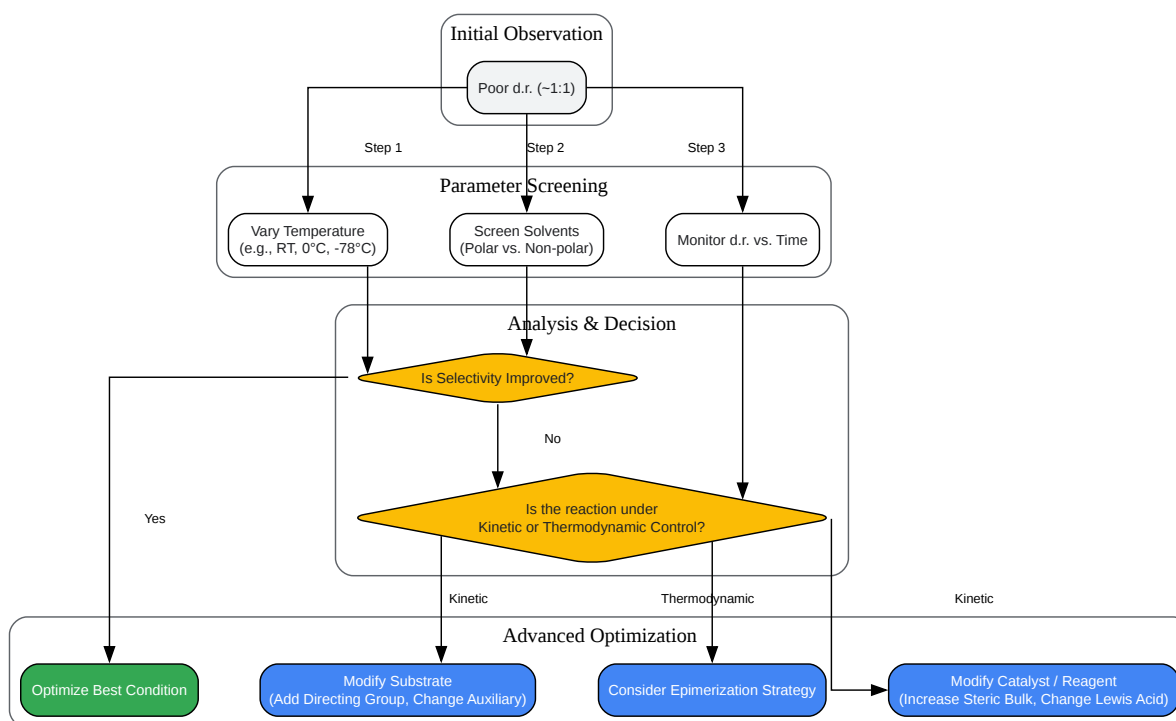 Initial Observation
Poor d.r. (~1:1)
Step 1
Step 2
Step 3
Parameter Screening
Vary Temperature
(e.g., RT, 0°C, -78°C)
Screen Solvents
(Polar vs. Non-polar)
Monitor d.r. vs. Time
Analysis & Decision
Is Selectivity Improved?
No
Yes
Is the reaction under
Kinetic or Thermodynamic Control?
Kinetic
Thermodynamic
Kinetic
Advanced Optimization
Optimize Best Condition
Modify Substrate
(Add Directing Group, Change Auxiliary)
Consider Epimerization Strategy
Modify Catalyst / Reagent
(Increase Steric Bulk, Change Lewis Acid)